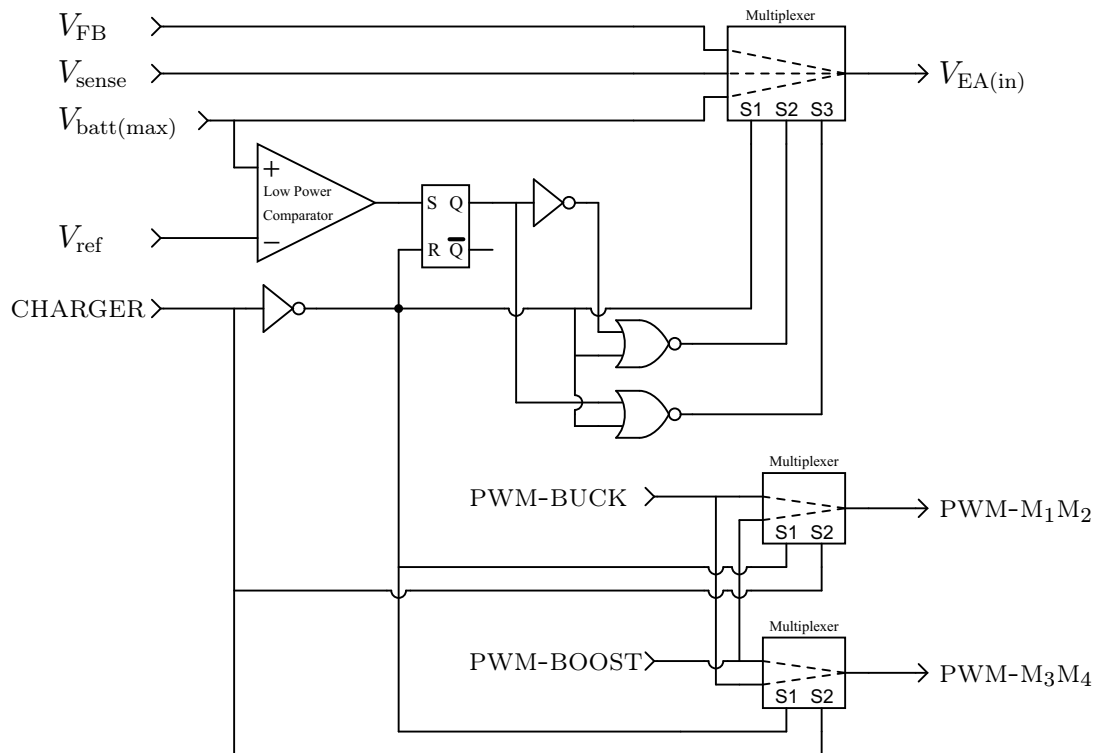 Multiplexer
V_FB
V_sense
V_EA(in)
V_batt(max)
S1 S2 S3
+
Low Power
Comparator
−
S Q
R Q̅
V_ref
CHARGER
Multiplexer
PWM-BUCK
PWM-M₁M₂
S1 S2
Multiplexer
PWM-BOOST
PWM-M₃M₄
S1 S2